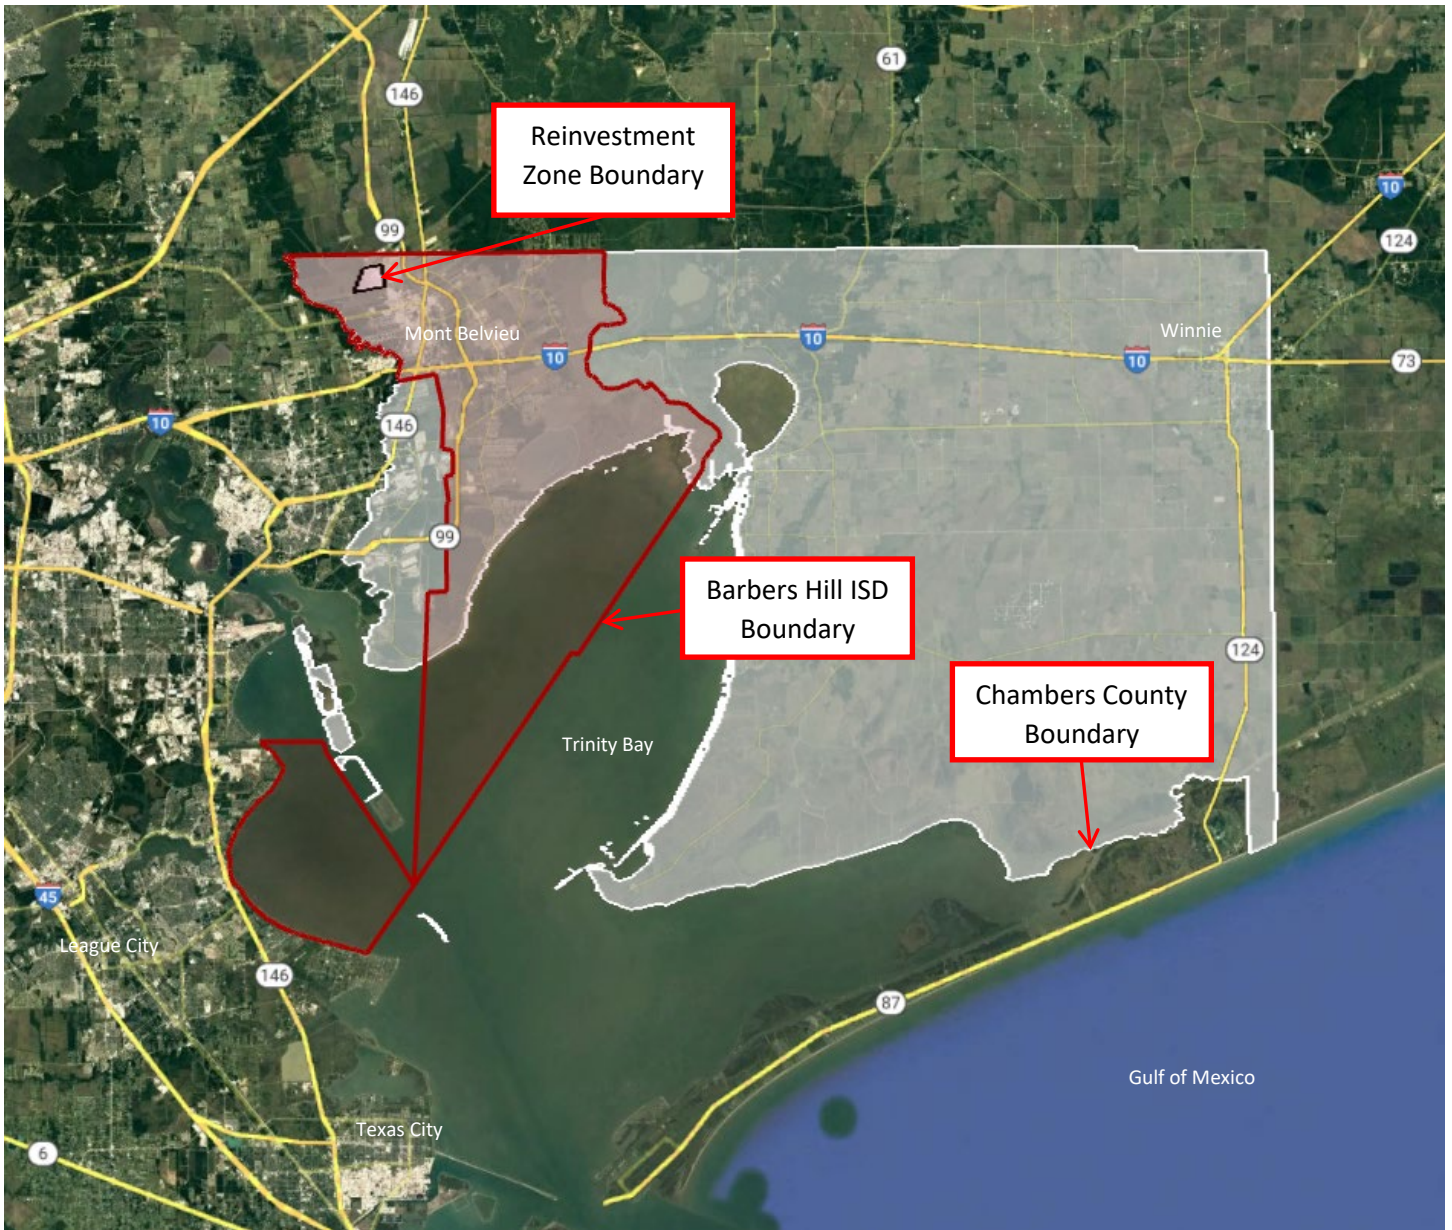 61
146
Reinvestment
Zone Boundary
10
99
124
Mont Belvieu
10
Winnie
10
10
73
10
146
99
Barbers Hill ISD
Boundary
124
Chambers County
Boundary
Trinity Bay
45
League City
146
87
Gulf of Mexico
Texas City
6